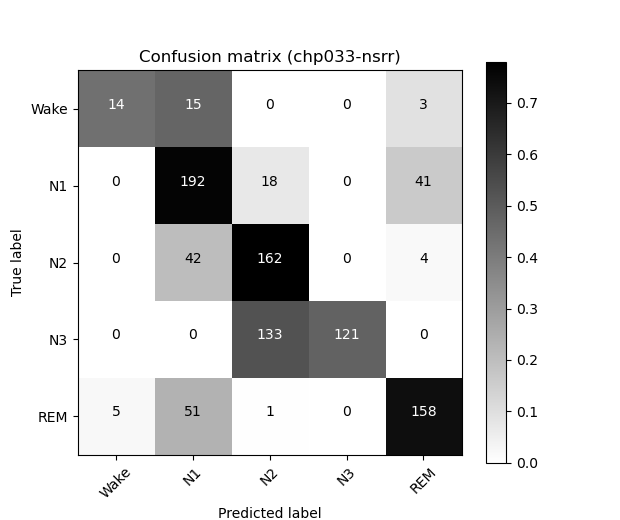 Confusion matrix (chp033-nsrr)
True label
Wake 14 15 0 0 3
N1 0 192 18 0 41
N2 0 42 162 0 4
N3 0 0 133 121 0
REM 5 51 1 0 158
Wake N1 N2 N3 REM
Predicted label
0.7
0.6
0.5
0.4
0.3
0.2
0.1
0.0